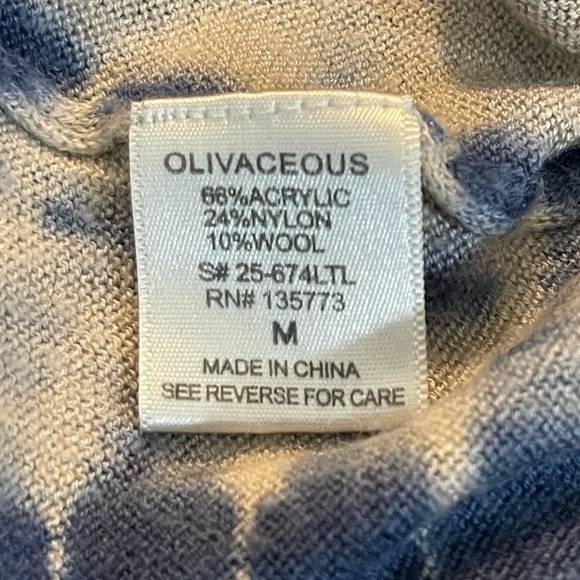 OLIVACEOUS
66%ACRYLIC
24%NYLON
10%WOOL
S# 25-674LTL
RN# 135773
M
MADE IN CHINA
SEE REVERSE FOR CARE